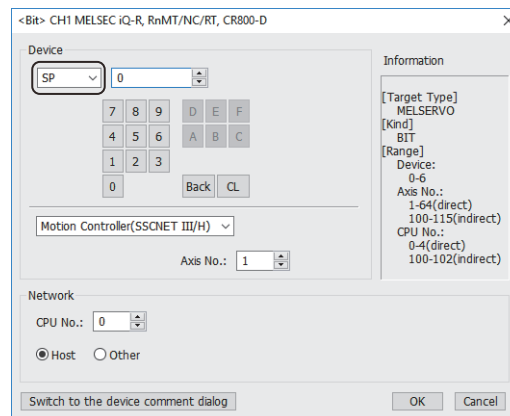 <Bit> CH1 MELSEC iQ-R, RnMT/NC/RT, CR800-D
Device
SP 0
7 8 9 D E F
4 5 6 A B C
1 2 3
0 Back CL
Motion Controller(SSCNET III/H)
Axis No.: 1
Information
[Target Type]
MELSERVO
[Kind]
BIT
[Range]
Device:
0-6
Axis No.:
1-64(direct)
100-115(indirect)
CPU No.:
0-4(direct)
100-102(indirect)
Network
CPU No.: 0
Host Other
Switch to the device comment dialog OK Cancel